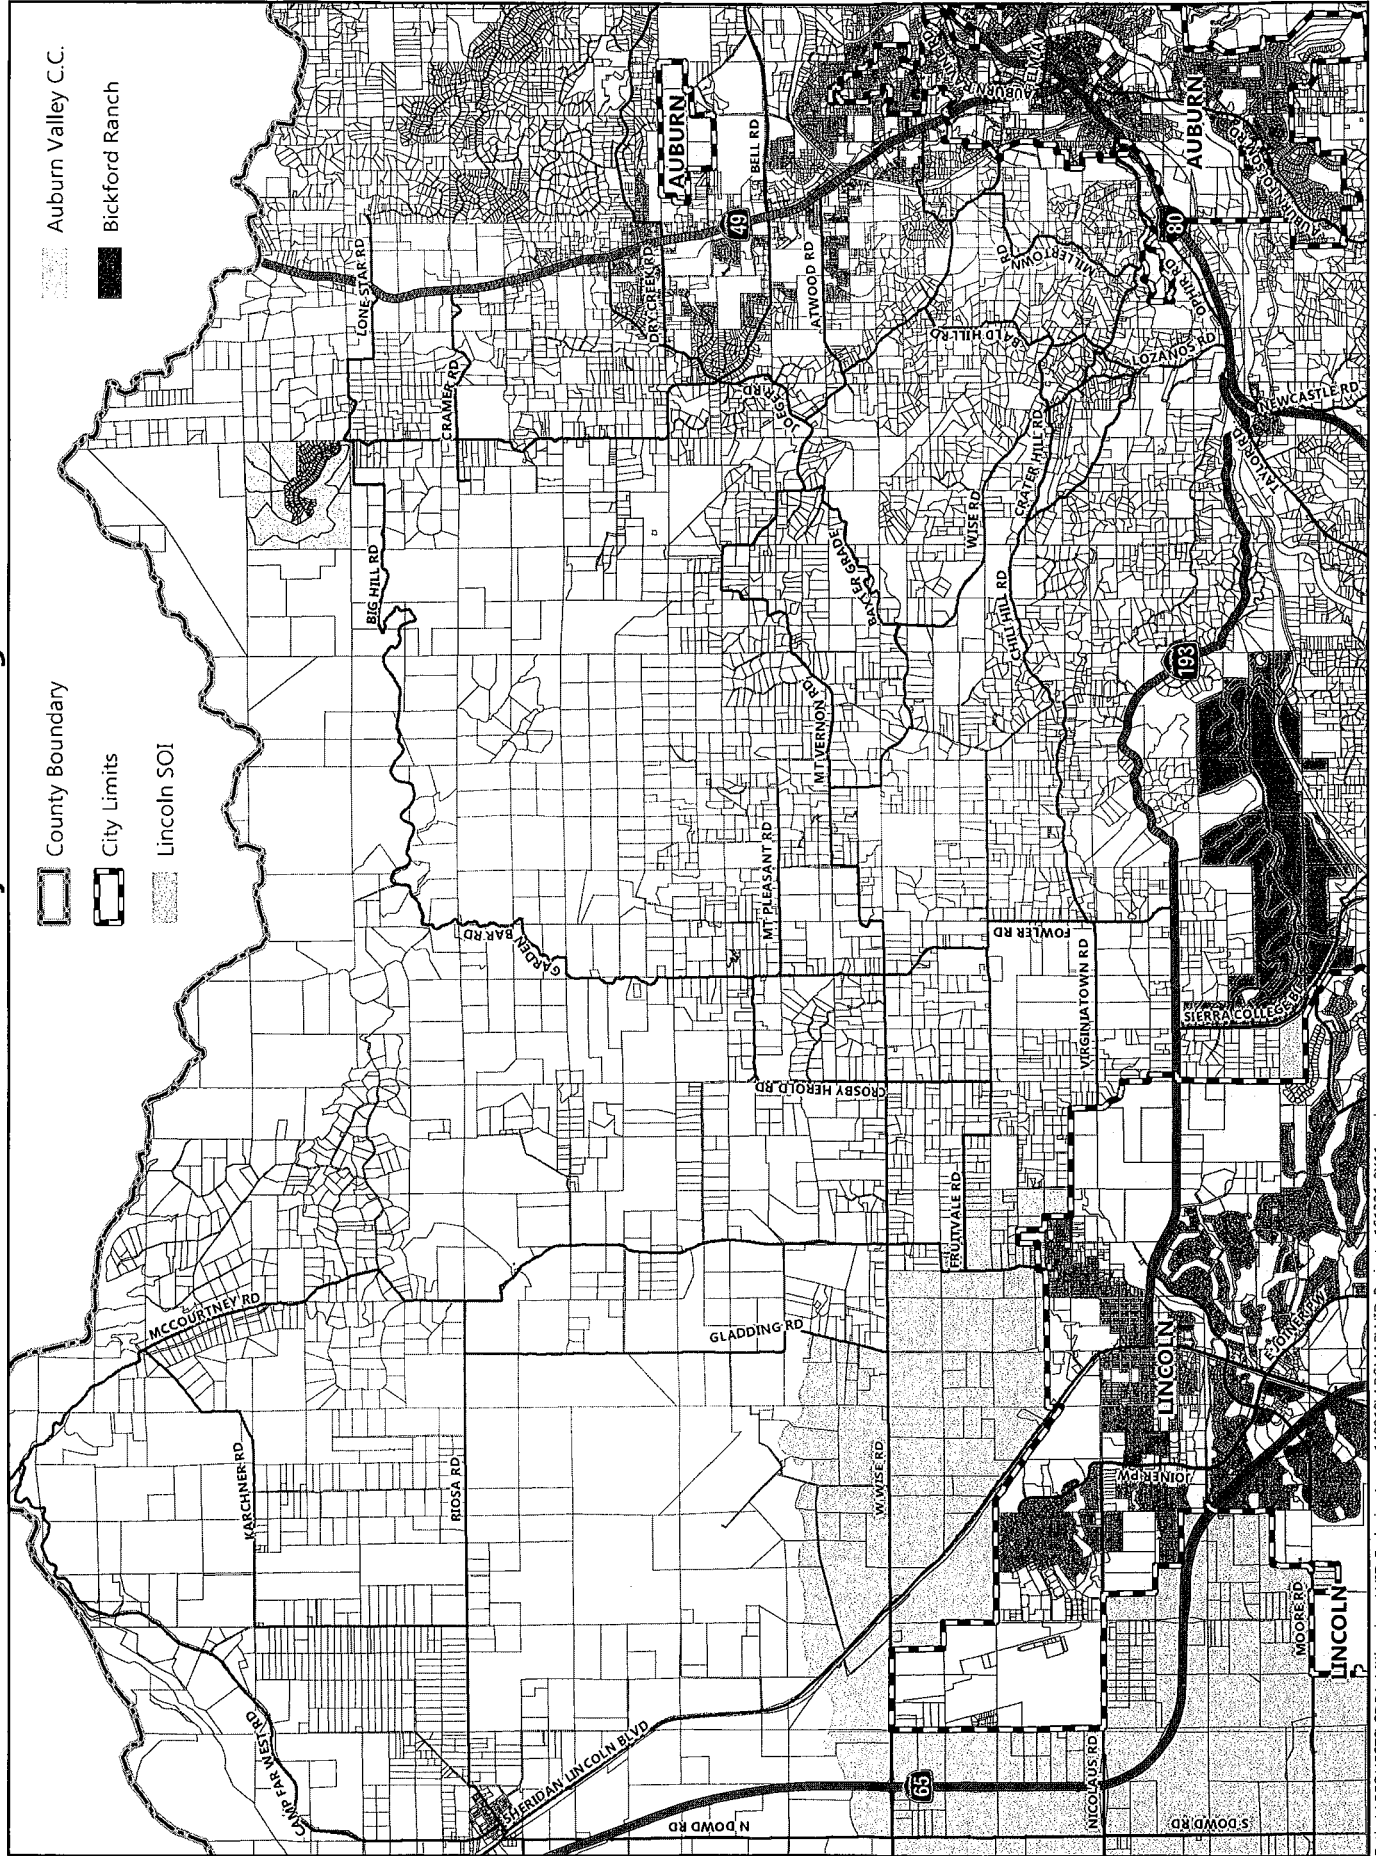 County Boundary
City Limits
Lincoln SOI
Auburn Valley C.C.
Bickford Ranch
LONE STAR RD
CRAMER RD
BIG HILL RD
DRY CREEK RD
AUBURN
BELL RD
49
ATWOOD RD
JOEGER RD
BALD HILL RD
MILLERTOWN RD
OPHIR RD
LOZANOS RD
80
AUBURN
NEWCASTLE RD
TAYLOR RD
CRATER HILL RD
WISE RD
CHILI HILL RD
BAXTER GRADE
MT VERNON RD
MT PLEASANT RD
193
GARDEN BAR RD
FOWLER RD
VIRGINIATOWN RD
SIERRA COLLEGE BL
CROSBY HEROLD RD
FRUITVALE RD
MCCOURTNEY RD
GLADDING RD
KARCHNER RD
RIOSA RD
W WISE RD
LINCOLN
E JOINER PW
JOINER PW
CAMP FAR WEST RD
SHERIDAN LINCOLN BLVD
N DOWD RD
65
NICOLAUS RD
S DOWD RD
MOORE RD
LINCOLN